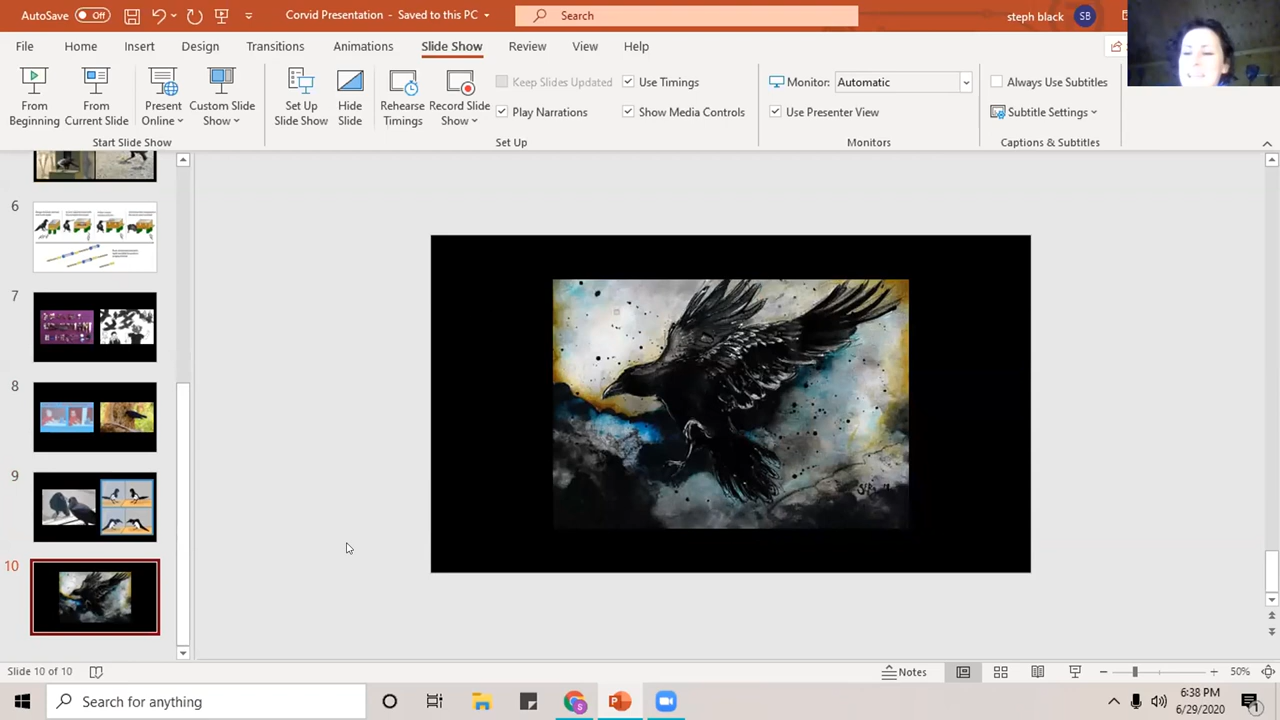 AutoSave Off Corvid Presentation - Saved to this PC Search steph black SB
File Home Insert Design Transitions Animations Slide Show Review View Help
From Beginning
From Current Slide
Present Online
Custom Slide Show
Start Slide Show
Set Up Slide Show
Hide Slide
Rehearse Timings
Record Slide Show
Keep Slides Updated
Use Timings
Play Narrations
Show Media Controls
Set Up
Monitor: Automatic
Use Presenter View
Monitors
Always Use Subtitles
Subtitle Settings
Captions & Subtitles
6
7
8
9
10
Slide 10 of 10 Notes 50%
Search for anything
6:38 PM
6/29/2020